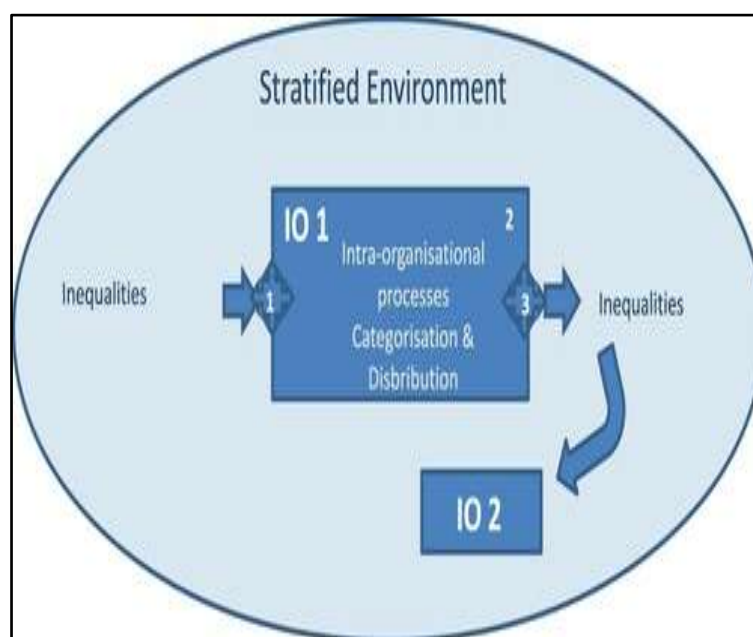 Stratified Environment
IO 1
2
Intra-organisational
processes
Categorisation &
Disbribution
Inequalities
1
3
Inequalities
IO 2